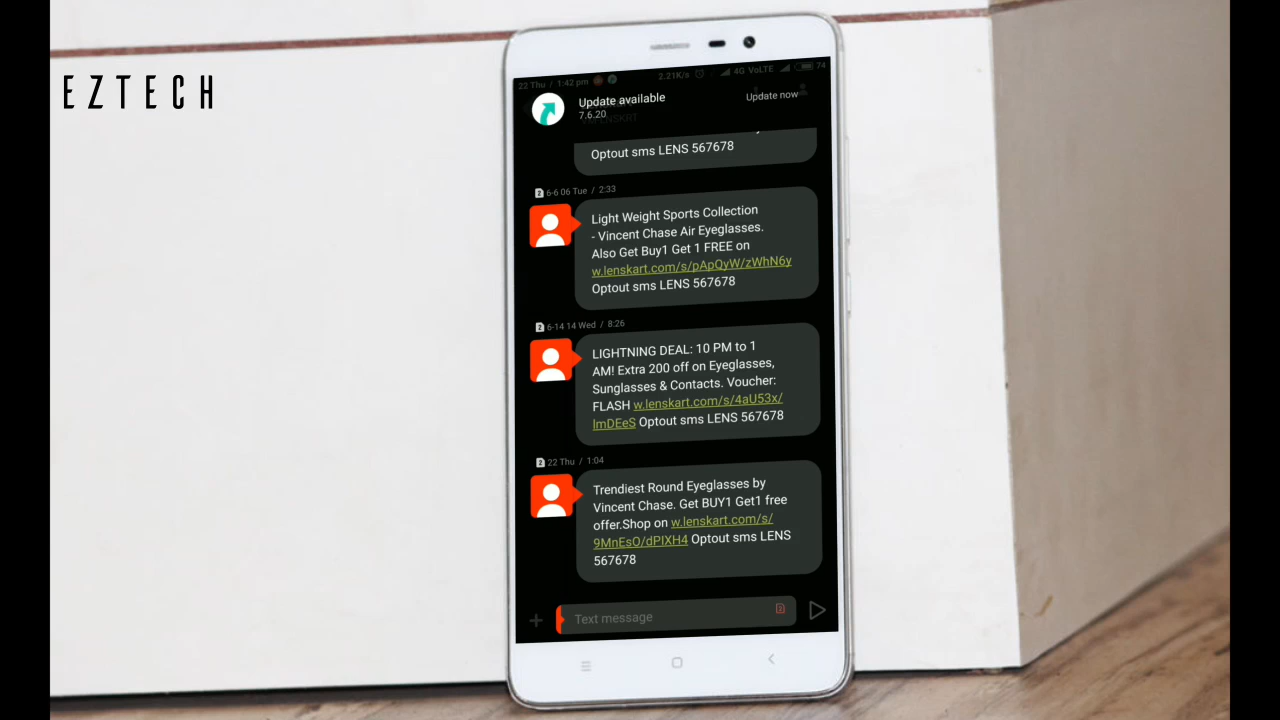 EZTECH
22 Thu / 1:42 pm
2.21K/s
4G VoLTE
74
Update available
7.6.20
Update now
Optout sms LENS 567678
6-6 06 Tue / 2:33
Light Weight Sports Collection
- Vincent Chase Air Eyeglasses.
Also Get Buy1 Get 1 FREE on
w.lenskart.com/s/pApQyW/zWhN6y
Optout sms LENS 567678
6-14 14 Wed / 8:26
LIGHTNING DEAL: 10 PM to 1
AM! Extra 200 off on Eyeglasses,
Sunglasses & Contacts. Voucher:
FLASH w.lenskart.com/s/4aU53x/
lmDEeS Optout sms LENS 567678
22 Thu / 1:04
Trendiest Round Eyeglasses by
Vincent Chase. Get BUY1 Get1 free
offer.Shop on w.lenskart.com/s/
9MnEsO/dPIXH4 Optout sms LENS
567678
Text message